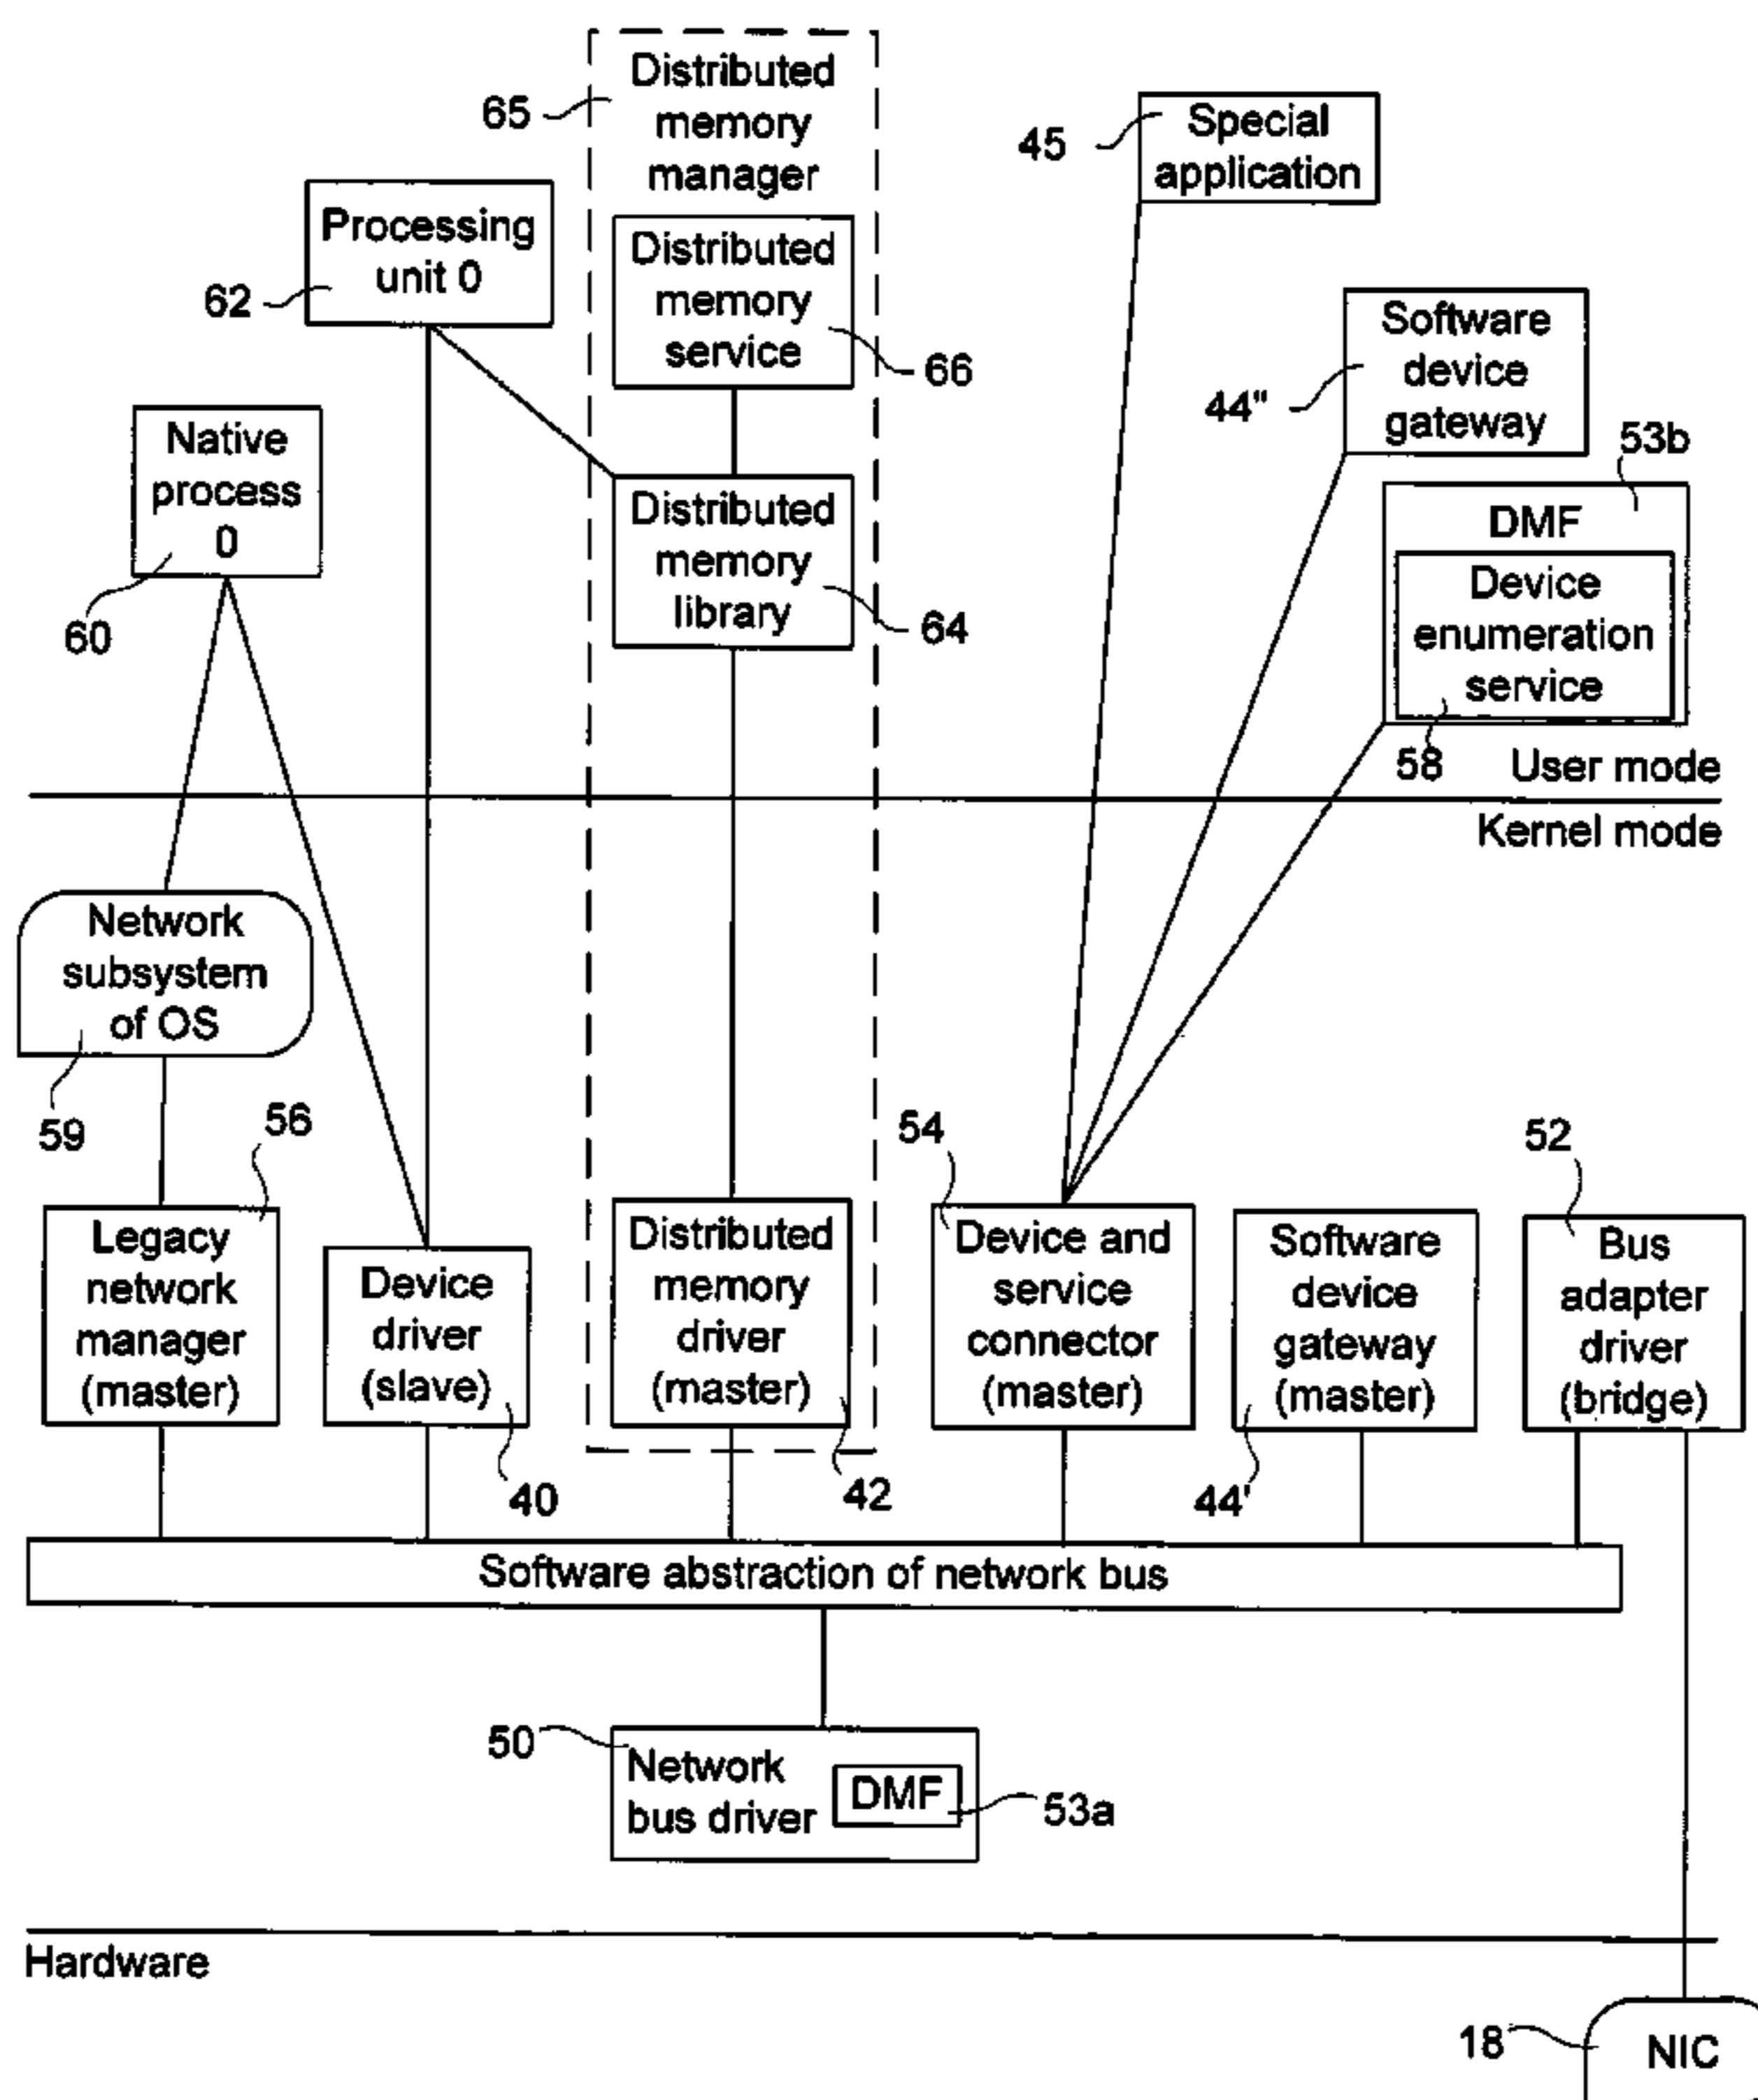 Distributed
memory
manager
65
Special
application
45
Processing
unit 0
62
Distributed
memory
service
66
Software
device
gateway
44"
Native
process
0
60
Distributed
memory
library
64
53b
DMF
Device
enumeration
service
58
User mode
Kernel mode
Network
subsystem
of OS
59
56
54
52
Legacy
network
manager
(master)
Device
driver
(slave)
40
Distributed
memory
driver
(master)
42
Device and
service
connector
(master)
Software
device
gateway
(master)
44'
Bus
adapter
driver
(bridge)
Software abstraction of network bus
50
Network
bus driver
DMF
53a
Hardware
18
NIC